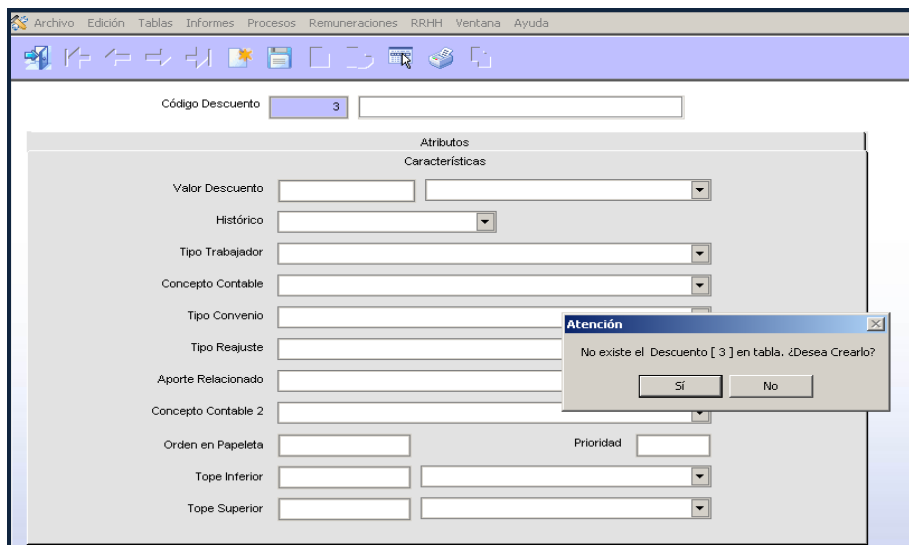 Archivo Edición Tablas Informes Procesos Remuneraciones RRHH Ventana Ayuda
Código Descuento 3
Atributos
Características
Valor Descuento
Histórico
Tipo Trabajador
Concepto Contable
Tipo Convenio
Atención
Tipo Reajuste
No existe el Descuento [ 3 ] en tabla. ¿Desea Crearlo?
Aporte Relacionado
Sí No
Concepto Contable 2
Orden en Papeleta Prioridad
Tope Inferior
Tope Superior